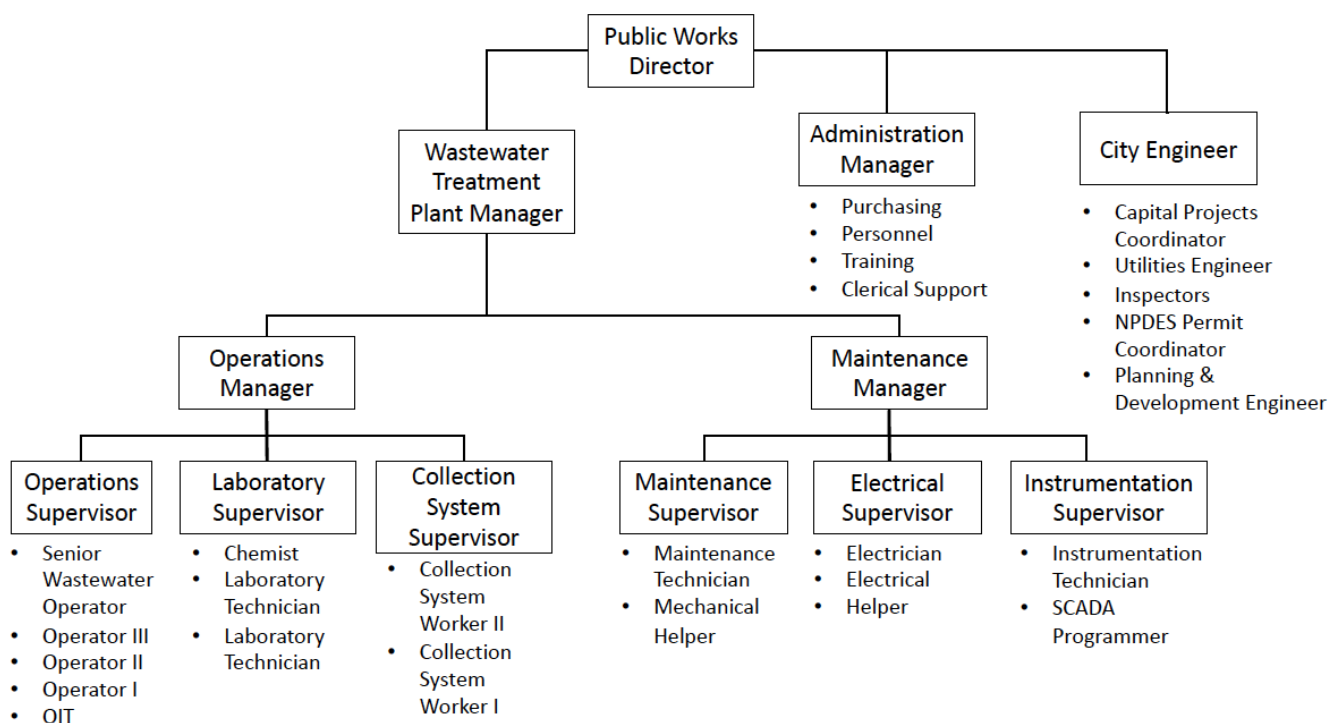 Public Works
Director
Wastewater
Treatment
Plant Manager
Administration
Manager
• Purchasing
• Personnel
• Training
• Clerical Support
City Engineer
• Capital Projects
Coordinator
• Utilities Engineer
• Inspectors
• NPDES Permit
Coordinator
• Planning &
Development Engineer
Operations
Manager
Maintenance
Manager
Operations
Supervisor
• Senior
Wastewater
Operator
• Operator III
• Operator II
• Operator I
• OIT
Laboratory
Supervisor
• Chemist
• Laboratory
Technician
• Laboratory
Technician
Collection
System
Supervisor
• Collection
System
Worker II
• Collection
System
Worker I
Maintenance
Supervisor
• Maintenance
Technician
• Mechanical
Helper
Electrical
Supervisor
• Electrician
• Electrical
• Helper
Instrumentation
Supervisor
• Instrumentation
Technician
• SCADA
Programmer